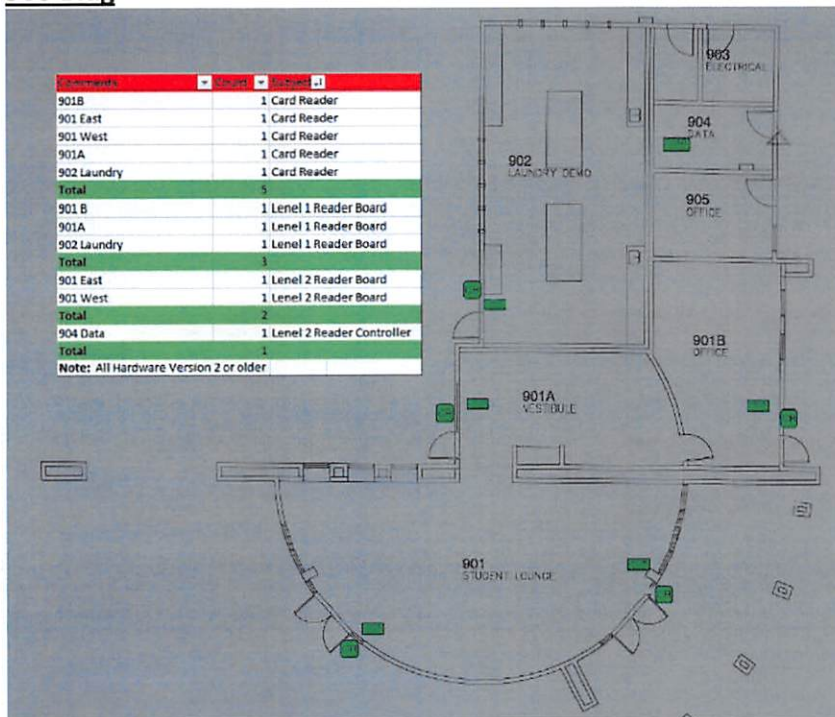 Comments Count Subject
901B 1 Card Reader
901 East 1 Card Reader
901 West 1 Card Reader
901A 1 Card Reader
902 Laundry 1 Card Reader
Total 5
901 B 1 Lenel 1 Reader Board
901A 1 Lenel 1 Reader Board
902 Laundry 1 Lenel 1 Reader Board
Total 3
901 East 1 Lenel 2 Reader Board
901 West 1 Lenel 2 Reader Board
Total 2
904 Data 1 Lenel 2 Reader Controller
Total 1
Note: All Hardware Version 2 or older
903
ELECTRICAL
904
DATA
902
LAUNDRY DEMO
905
OFFICE
901B
OFFICE
901A
VESTIBULE
901
STUDENT LOUNGE